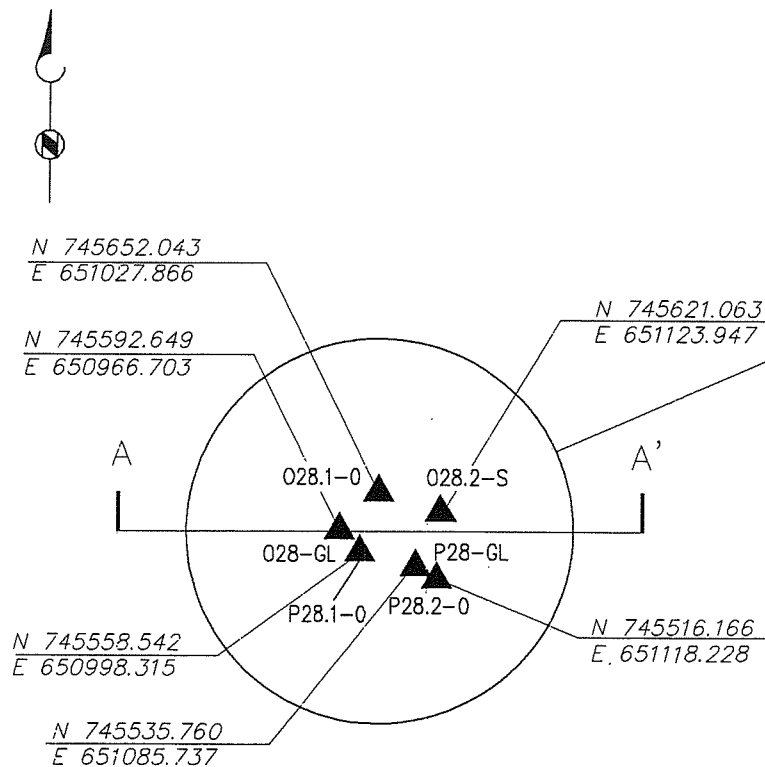 N
N 745652.043
E 651027.866
N 745592.649
E 650966.703
N 745621.063
E 651123.947
A
A'
O28.1-O
O28.2-S
O28-GL
P28-GL
P28.1-O
P28.2-O
N 745558.542
E 650998.315
N 745516.166
E 651118.228
N 745535.760
E 651085.737